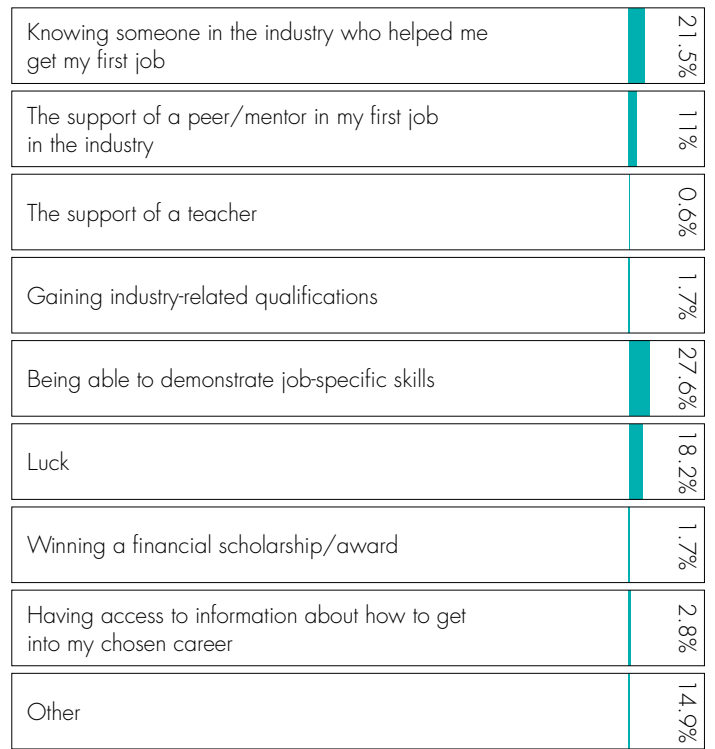 Knowing someone in the industry who helped me
get my first job
21.5%
The support of a peer/mentor in my first job
in the industry
11%
The support of a teacher
0.6%
Gaining industry-related qualifications
1.7%
Being able to demonstrate job-specific skills
27.6%
Luck
18.2%
Winning a financial scholarship/award
1.7%
Having access to information about how to get
into my chosen career
2.8%
Other
14.9%